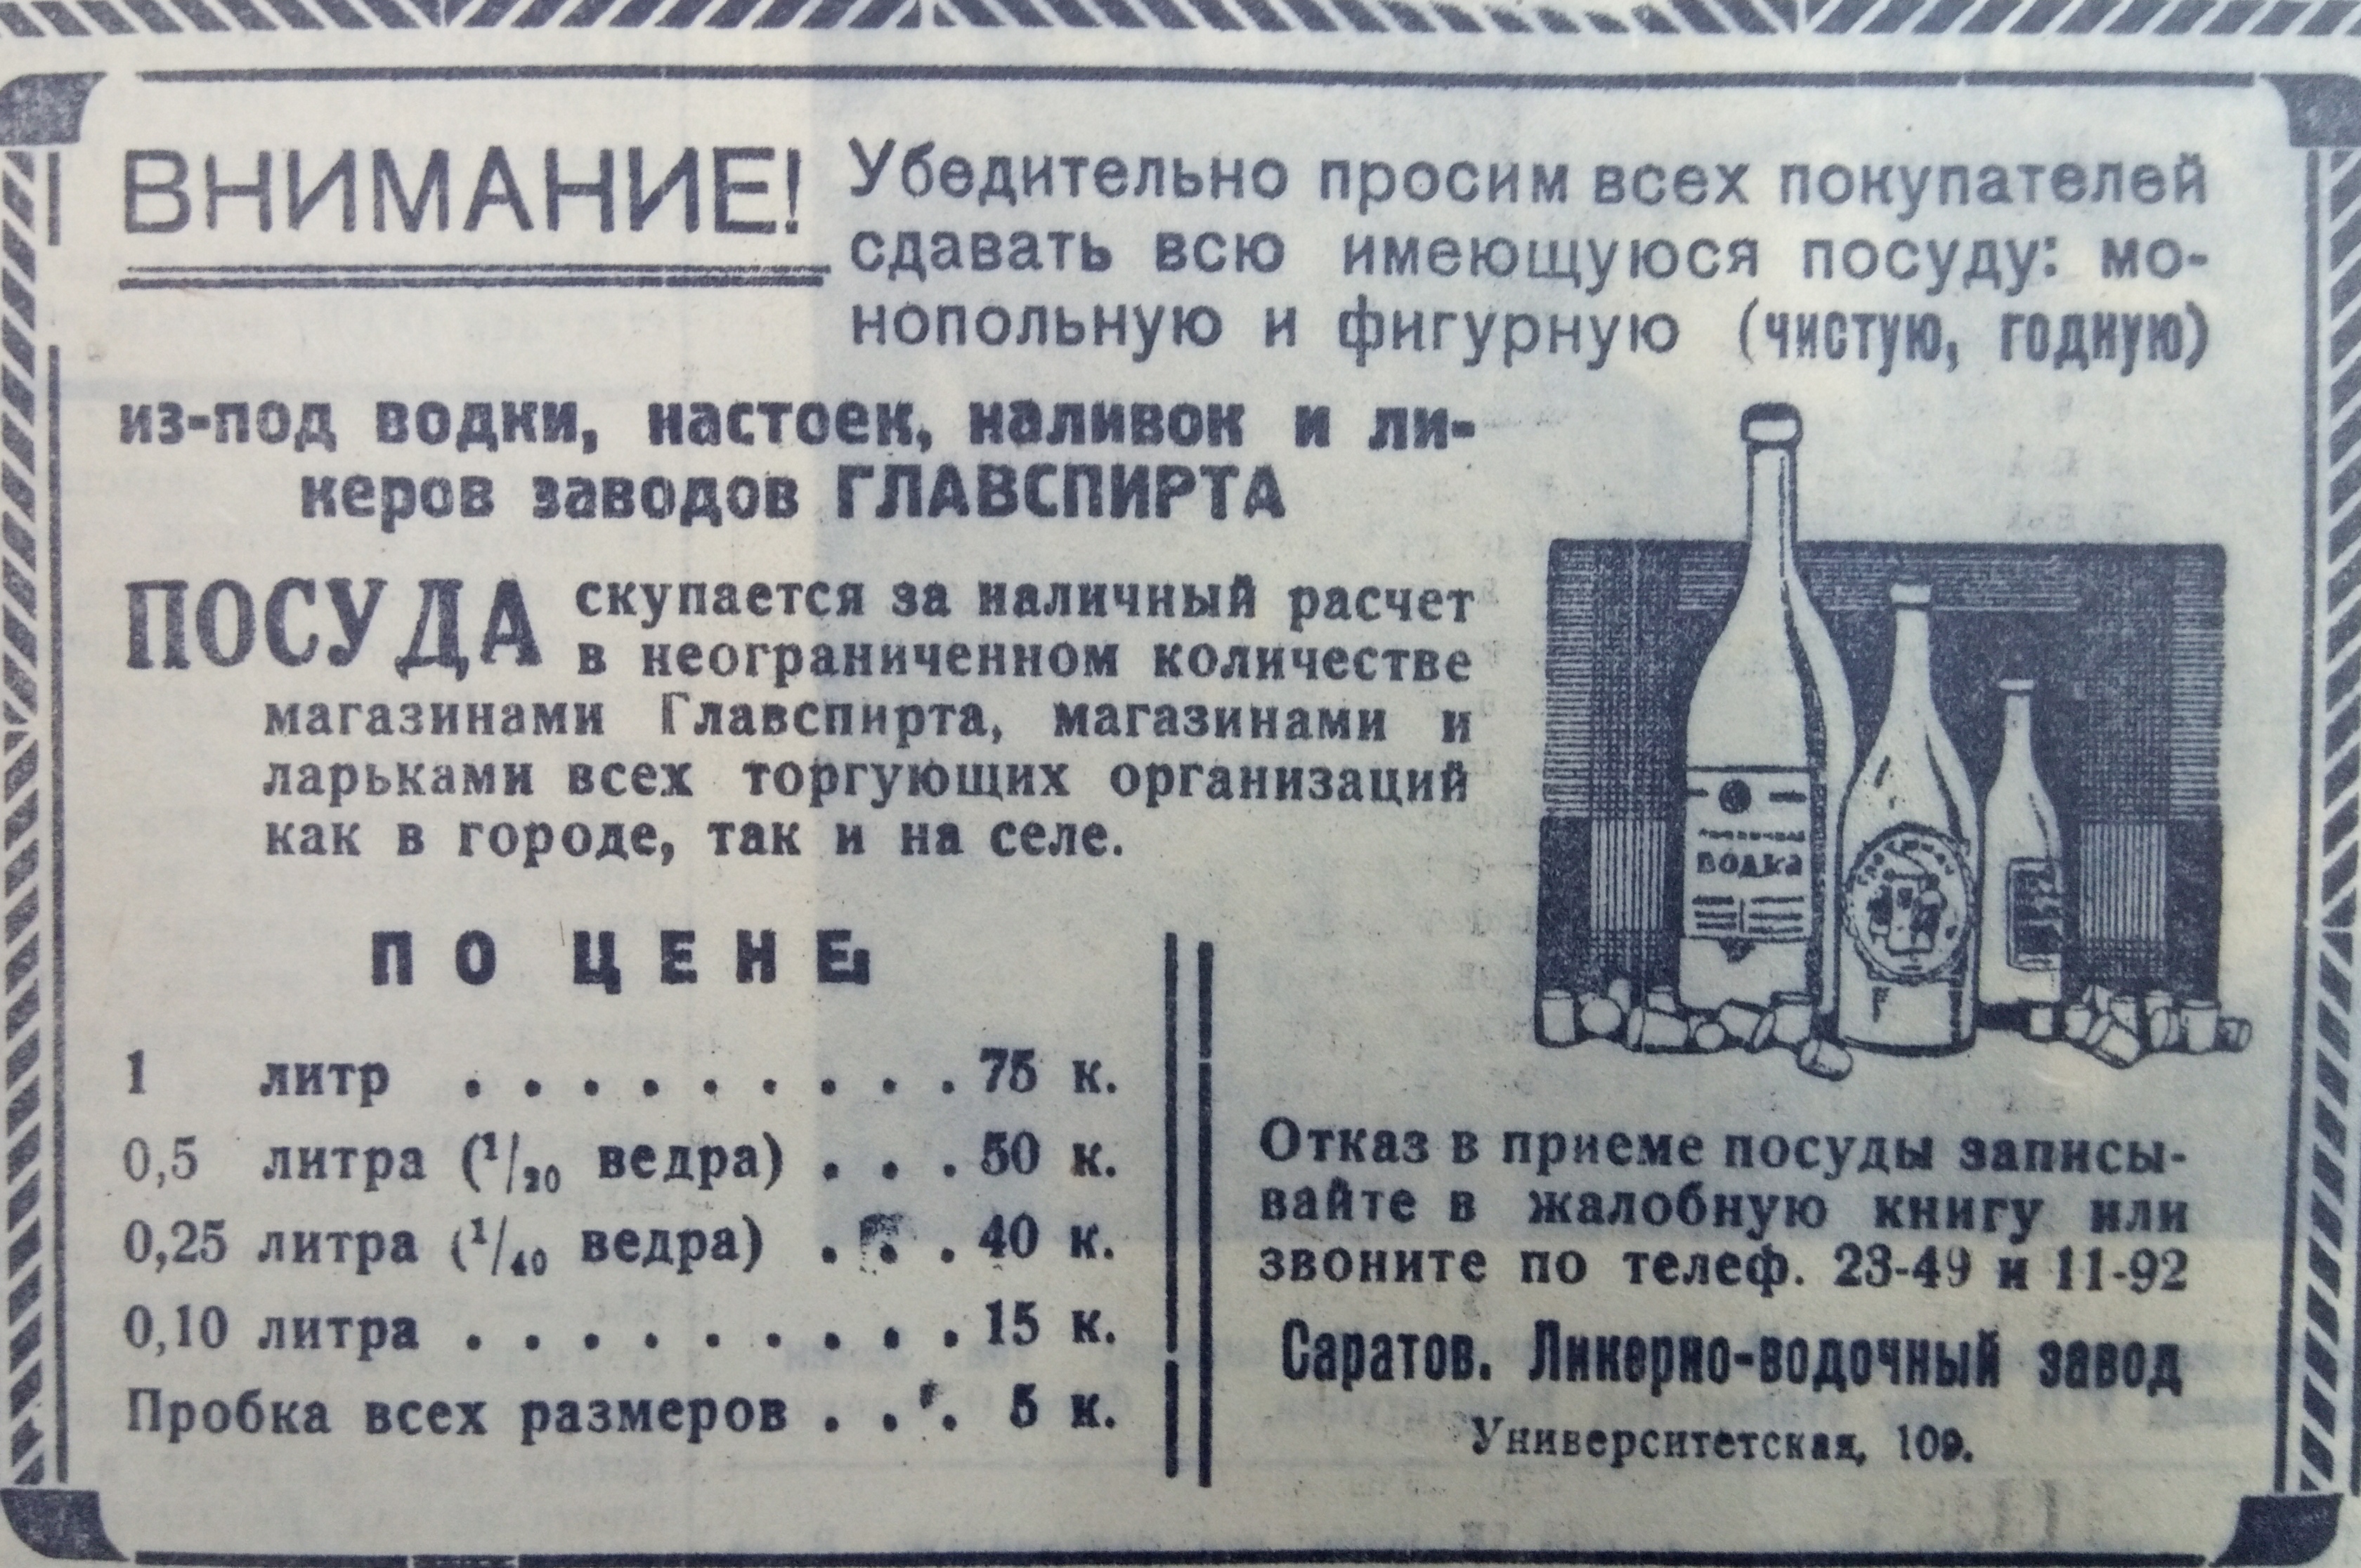 ВНИМАНИЕ!
Убедительно просим всех покупателей
сдавать всю имеющуюся посуду: мо-
нопольную и фигурную (чистую, годную)
из-под водки, настоек, наливок и ли-
керов заводов ГЛАВСПИРТА
ПОСУДА скупается за наличный расчет
в неограниченном количестве
магазинами Главспирта, магазинами и
ларьками всех торгующих организаций
как в городе, так и на селе.
ВОДКА
ПО ЦЕНЕ
1 литр . . . . . . . . . . 75 к.
0,5 литра (1/20 ведра) . . . 50 к.
0,25 литра (1/40 ведра) . . . 40 к.
0,10 литра . . . . . . . . . . 15 к.
Пробка всех размеров . . . . 5 к.
Отказ в приеме посуды записы-
вайте в жалобную книгу или
звоните по телеф. 23-49 и 11-92
Саратов. Ликерно-водочный завод
Университетская, 109.